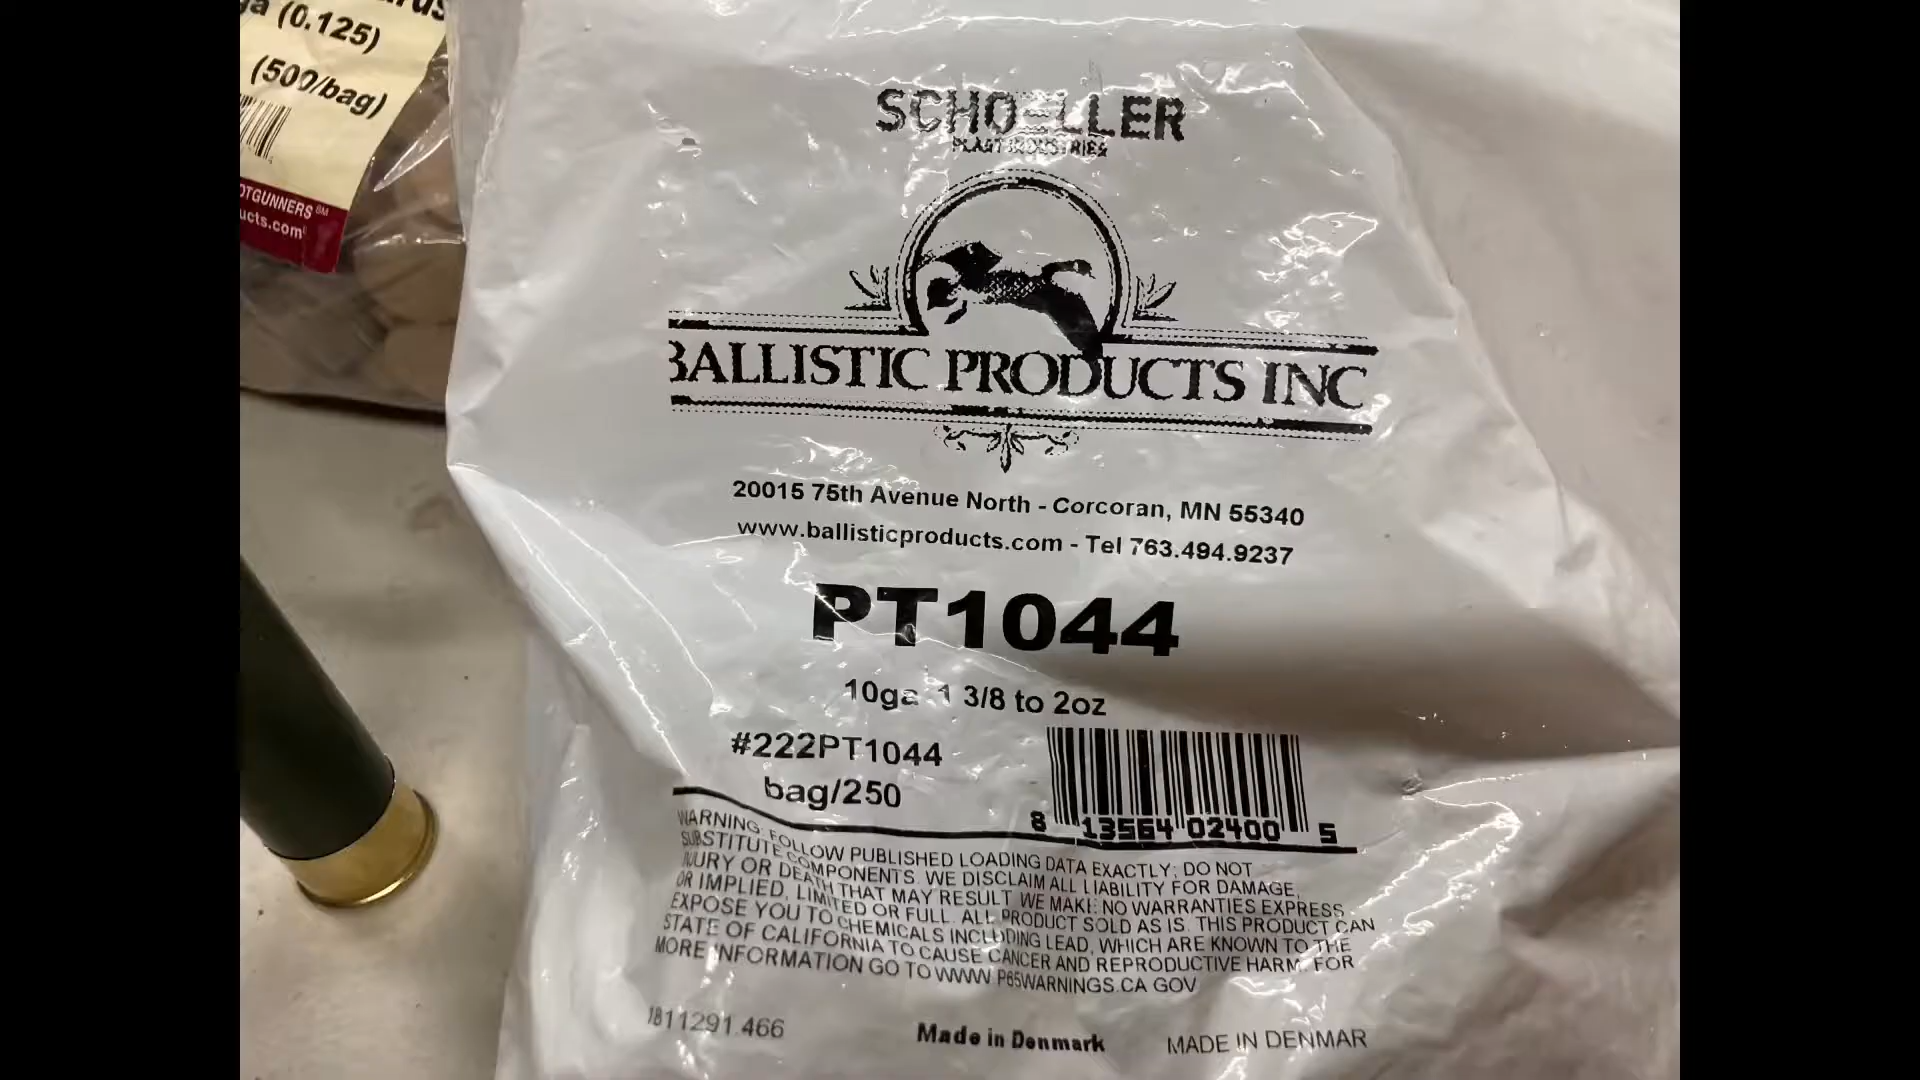 ga (0.125)
(500/bag)
OTGUNNERS SM
ucts.com
SCHOELLER
PLAST INDUSTRIES
BALLISTIC PRODUCTS INC
20015 75th Avenue North - Corcoran, MN 55340
www.ballisticproducts.com - Tel 763.494.9237
PT1044
10ga 1 3/8 to 2oz
#222PT1044
bag/250
8 13564 02400 5
WARNING: FOLLOW PUBLISHED LOADING DATA EXACTLY; DO NOT
SUBSTITUTE COMPONENTS. WE DISCLAIM ALL LIABILITY FOR DAMAGE,
INJURY OR DEATH THAT MAY RESULT. WE MAKE NO WARRANTIES EXPRESS
OR IMPLIED, LIMITED OR FULL. ALL PRODUCT SOLD AS IS. THIS PRODUCT CAN
EXPOSE YOU TO CHEMICALS INCLUDING LEAD, WHICH ARE KNOWN TO THE
STATE OF CALIFORNIA TO CAUSE CANCER AND REPRODUCTIVE HARM. FOR
MORE INFORMATION GO TO WWW.P65WARNINGS.CA.GOV
1811291.466
Made in Denmark
MADE IN DENMAR